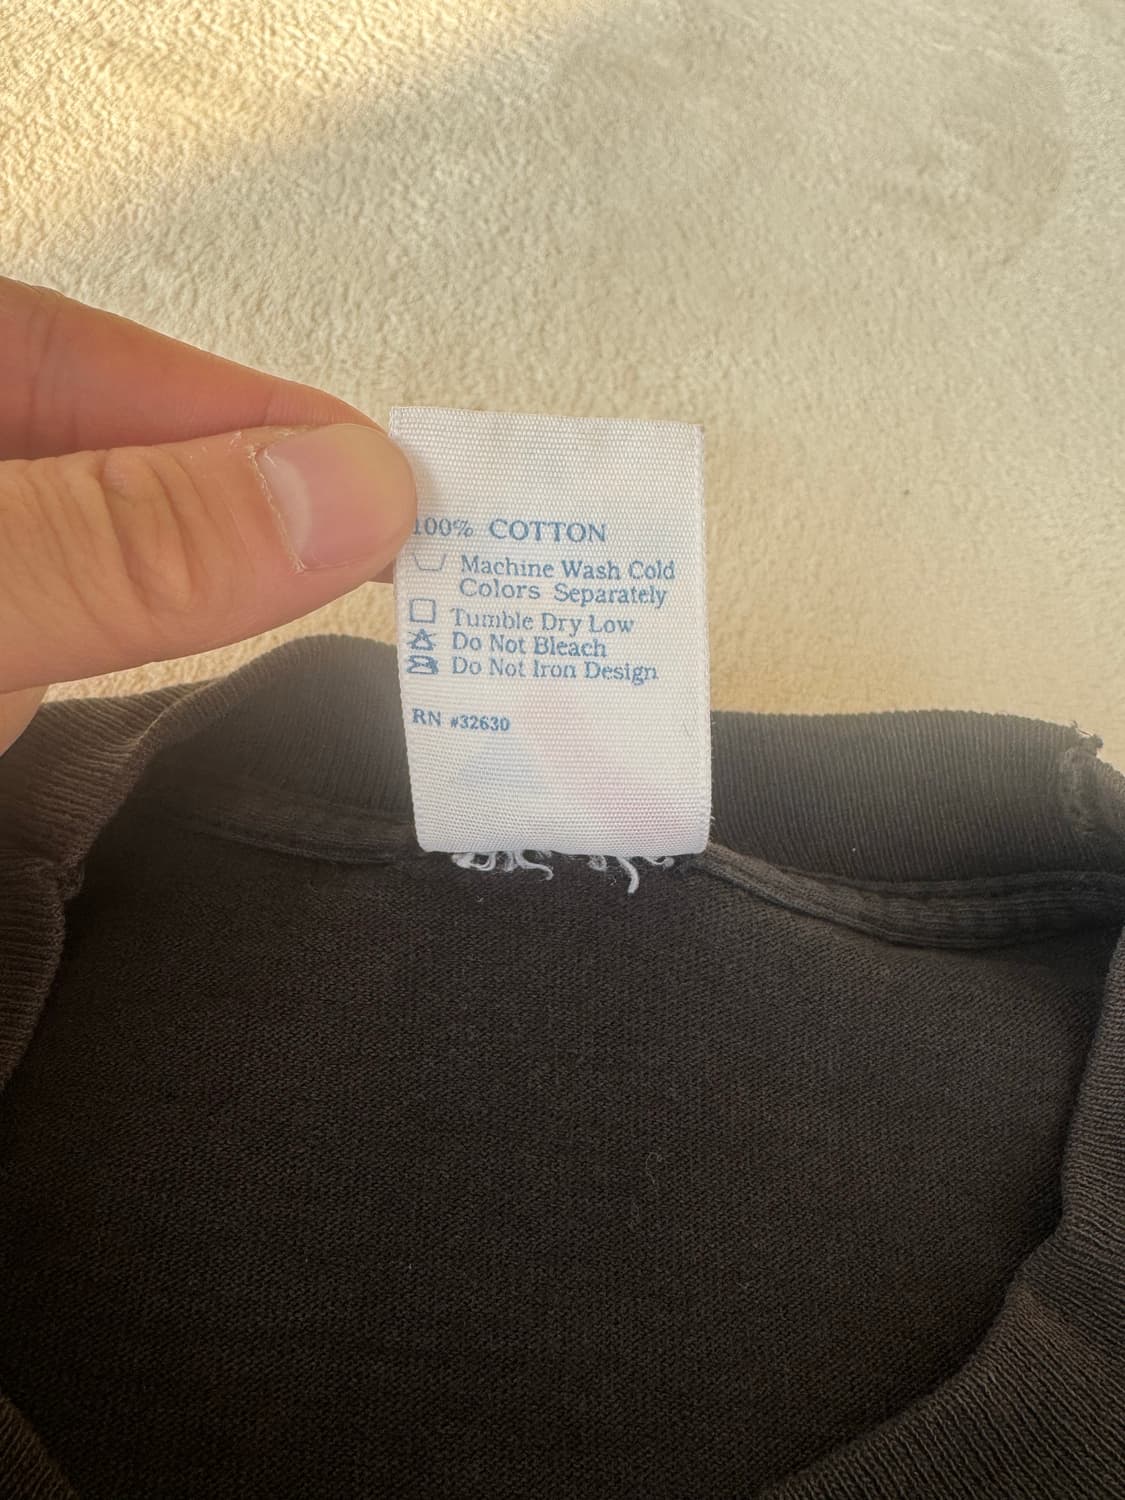 100% COTTON
Machine Wash Cold
Colors Separately
Tumble Dry Low
Do Not Bleach
Do Not Iron Design
RN #32630